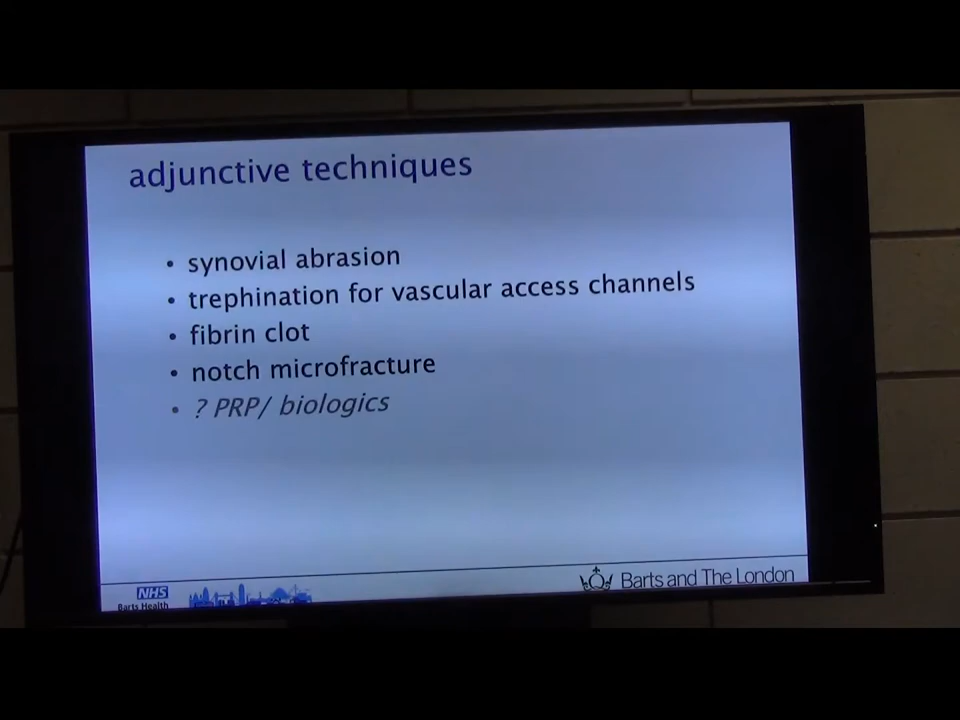 adjunctive techniques
• synovial abrasion
• trephination for vascular access channels
• fibrin clot
• notch microfracture
• ? PRP/ biologics
NHS
Barts Health
Barts and The London